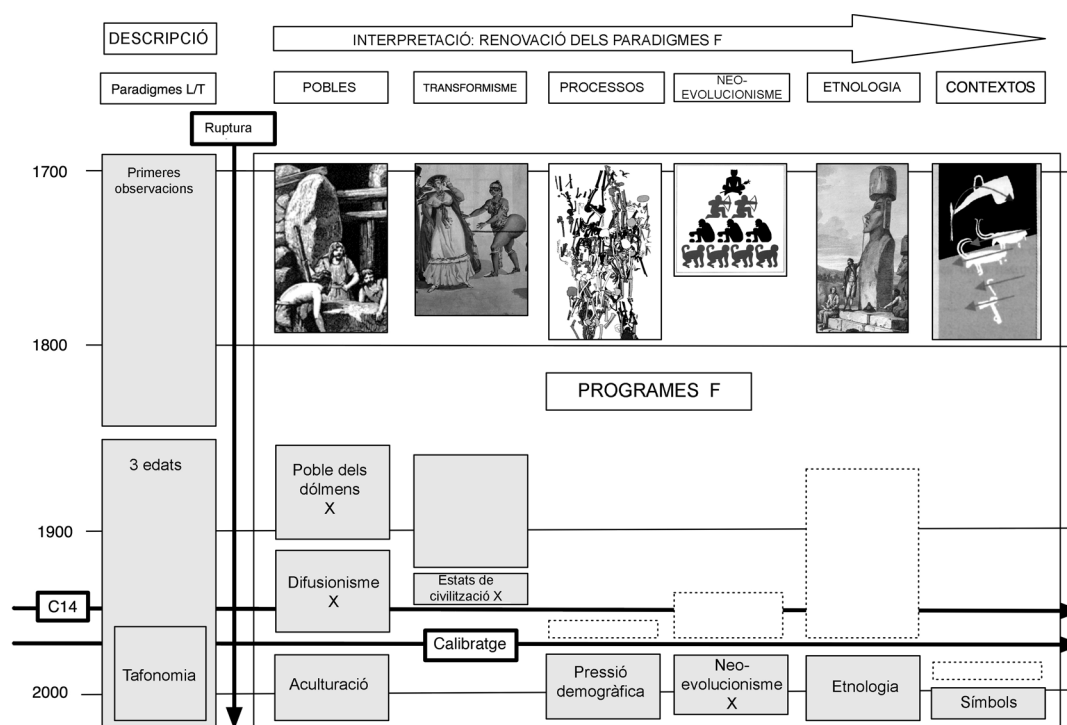 DESCRIPCIÓ
INTERPRETACIÓ: RENOVACIÓ DELS PARADIGMES F
Paradigmes L/T
POBLES
TRANSFORMISME
PROCESSOS
NEO-
EVOLUCIONISME
ETNOLOGIA
CONTEXTOS
Ruptura
1700
Primeres
observacions
1800
PROGRAMES F
3 edats
Poble dels
dólmens
X
1900
Difusionisme
X
Estats de
civilització X
C14
Calibratge
Tafonomia
Aculturació
Pressió
demogràfica
Neo-
evolucionisme
X
Etnologia
Símbols
2000